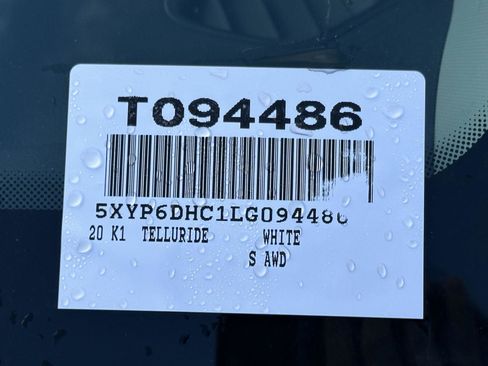 T094486
5XYP6DHC1LG094486
20 K1 TELLURIDE WHITE
S AWD